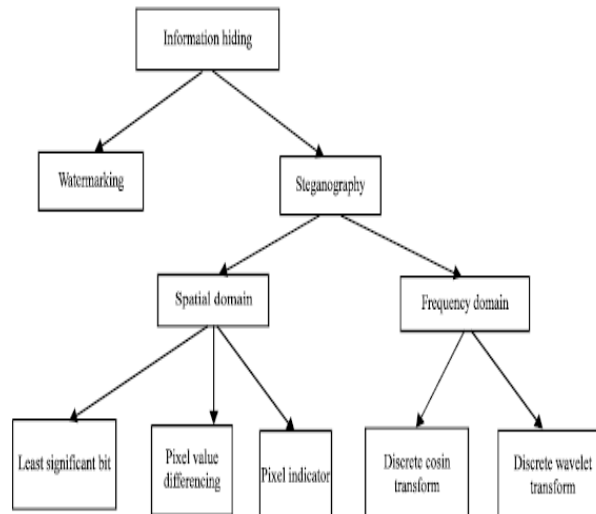 Information hiding
Watermarking
Steganography
Spatial domain
Frequency domain
Least significant bit
Pixel value
differencing
Pixel indicator
Discrete cosin
transform
Discrete wavelet
transform